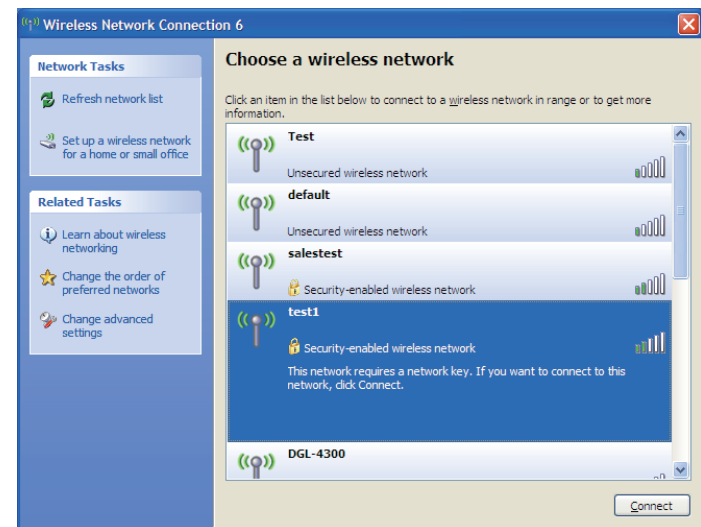 Wireless Network Connection 6
Network Tasks
Refresh network list
Set up a wireless network
for a home or small office
Related Tasks
Learn about wireless
networking
Change the order of
preferred networks
Change advanced
settings
Choose a wireless network
Click an item in the list below to connect to a wireless network in range or to get more
information.
Test
Unsecured wireless network
default
Unsecured wireless network
salestest
Security-enabled wireless network
test1
Security-enabled wireless network
This network requires a network key. If you want to connect to this
network, click Connect.
DGL-4300
Connect